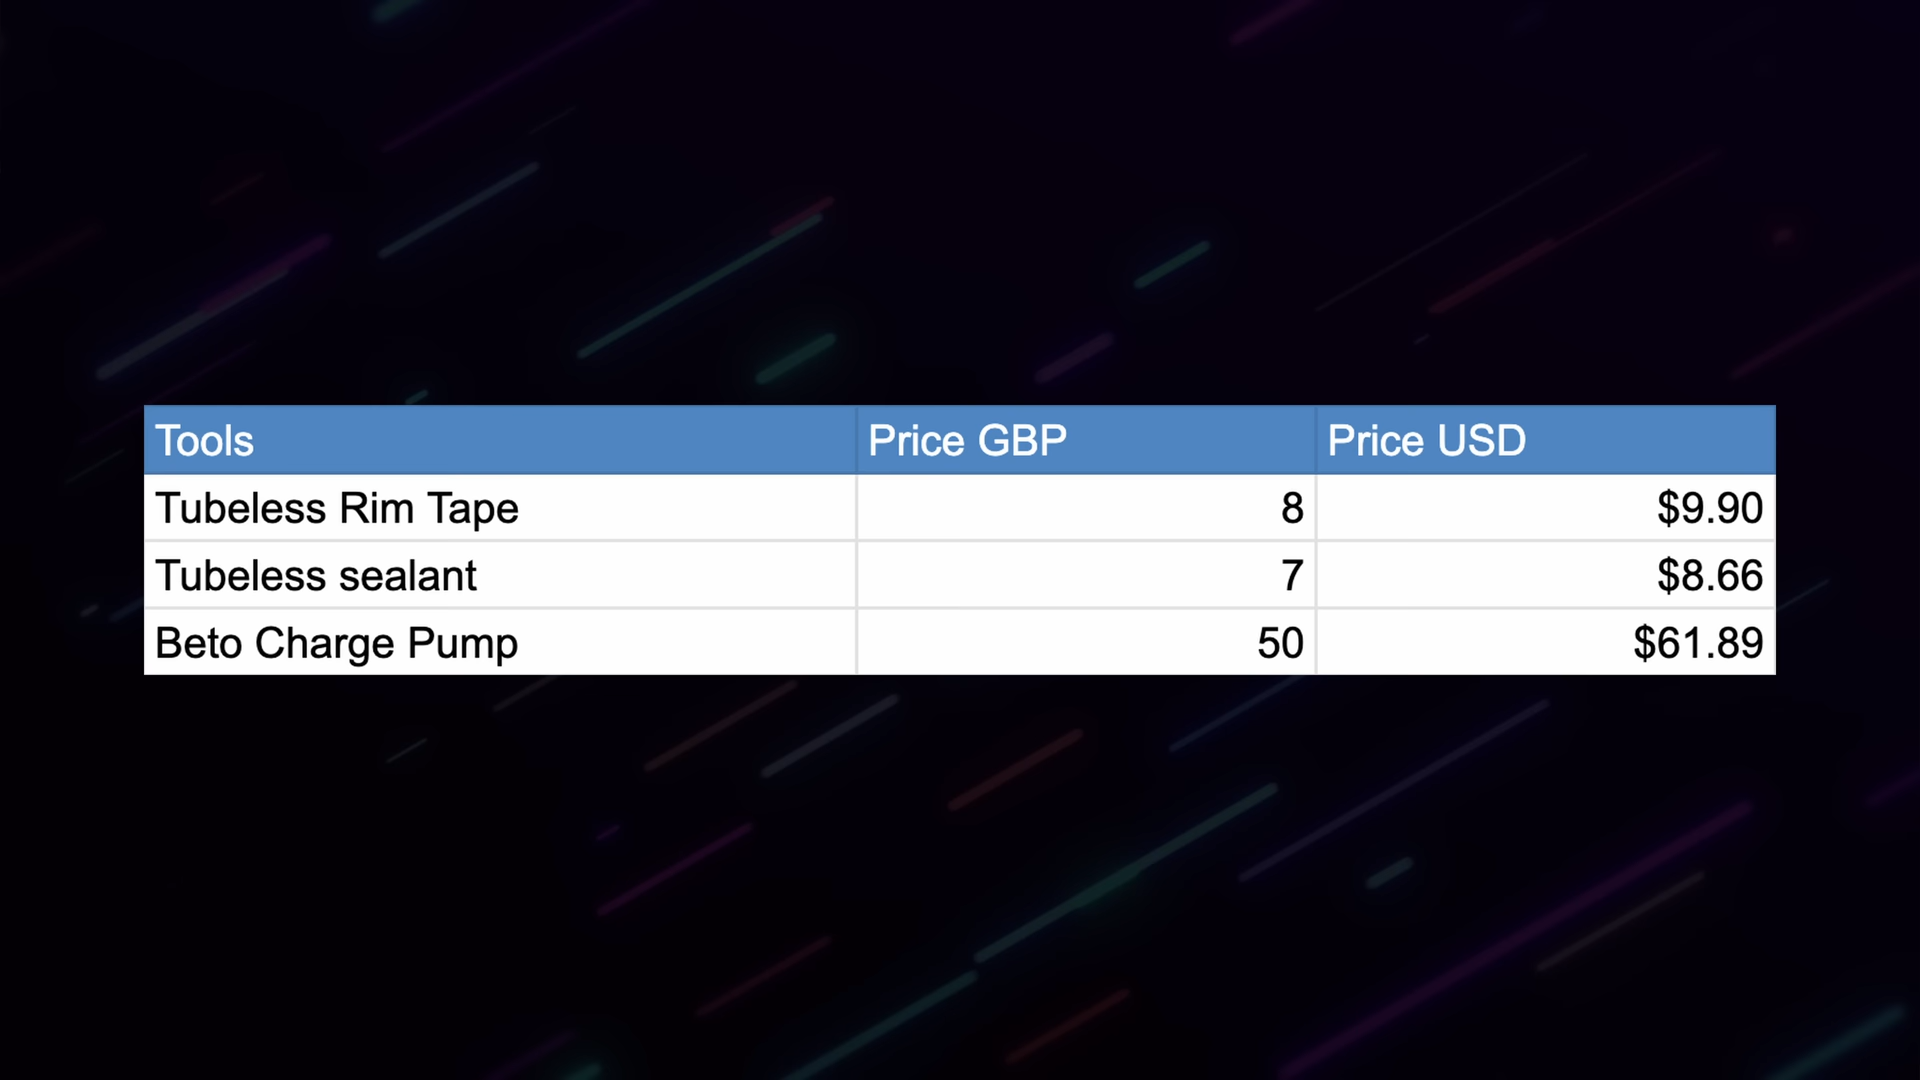 Tools Price GBP Price USD
Tubeless Rim Tape 8 $9.90
Tubeless sealant 7 $8.66
Beto Charge Pump 50 $61.89